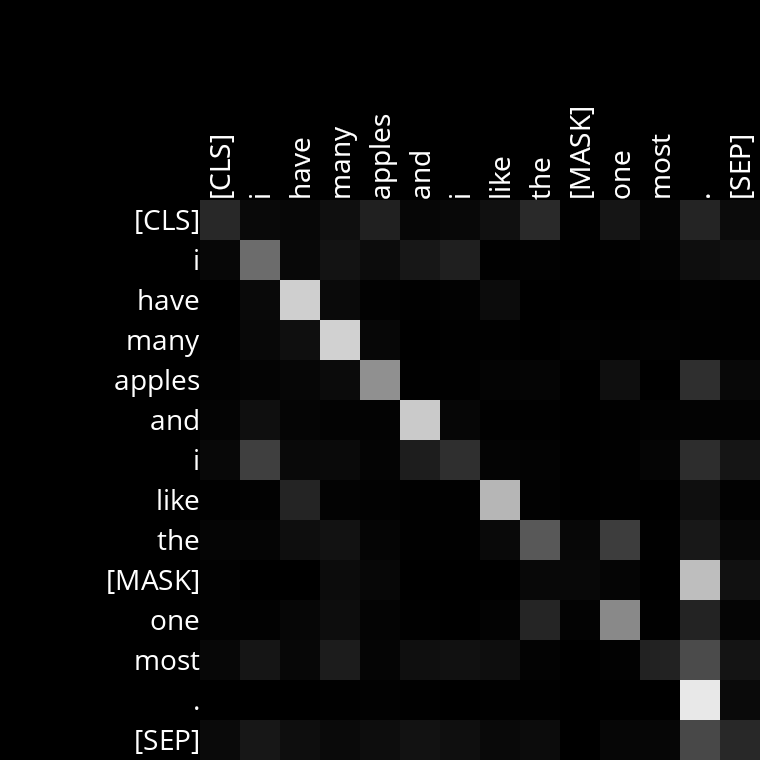 [CLS] i have many apples and i like the [MASK] one most . [SEP]
[CLS]
i
have
many
apples
and
i
like
the
[MASK]
one
most
.
[SEP]